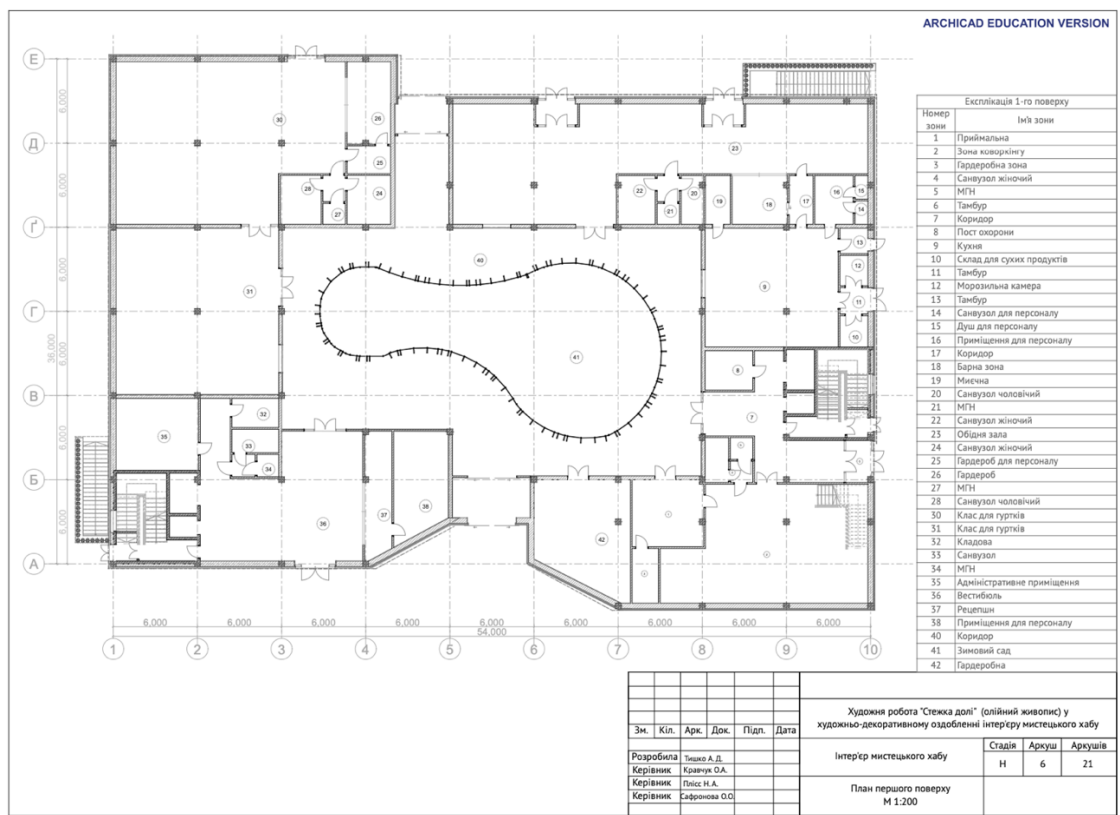 ARCHICAD EDUCATION VERSION
Експлікація 1-го поверху
Номер зони Ім'я зони
1 Приймальна
2 Зона коворкінгу
3 Гардеробна зона
4 Санвузол жіночий
5 МГН
6 Тамбур
7 Коридор
8 Пост охорони
9 Кухня
10 Склад для сухих продуктів
11 Тамбур
12 Морозильна камера
13 Тамбур
14 Санвузол для персоналу
15 Душ для персоналу
16 Приміщення для персоналу
17 Коридор
18 Барна зона
19 Миєчна
20 Санвузол чоловічий
21 МГН
22 Санвузол жіночий
23 Обідня зала
24 Санвузол жіночий
25 Гардероб для персоналу
26 Гардероб
27 МГН
28 Санвузол чоловічий
30 Клас для гуртків
31 Клас для гуртків
32 Кладова
33 Санвузол
34 МГН
35 Адміністративне приміщення
36 Вестибюль
37 Рецепшн
38 Приміщення для персоналу
40 Коридор
41 Зимовий сад
42 Гардеробна
Е
Д
Ґ
Г
В
Б
А
6,000 6,000 6,000 6,000 6,000 6,000
36,000
30 26 25 24 28 27 23 22 21 20 19 18 17 16 15 14
13 12 11 10 9 8 7
31 40 41
35 32 33 34 36 37 38 42
6,000 6,000 6,000 6,000 6,000 6,000 6,000 6,000 6,000
54,000
1 2 3 4 5 6 7 8 9 10
Зм. Кіл. Арк. Док. Підп. Дата
Розробила Тишко А.Д.
Керівник Кравчук О.А.
Керівник Плісс Н.А.
Керівник Сафронова О.О.
Художня робота "Стежка долі" (олійний живопис) у
художньо-декоративному оздобленні інтер'єру мистецького хабу
Інтер'єр мистецького хабу
Стадія Аркуш Аркушів
Н 6 21
План першого поверху
М 1:200